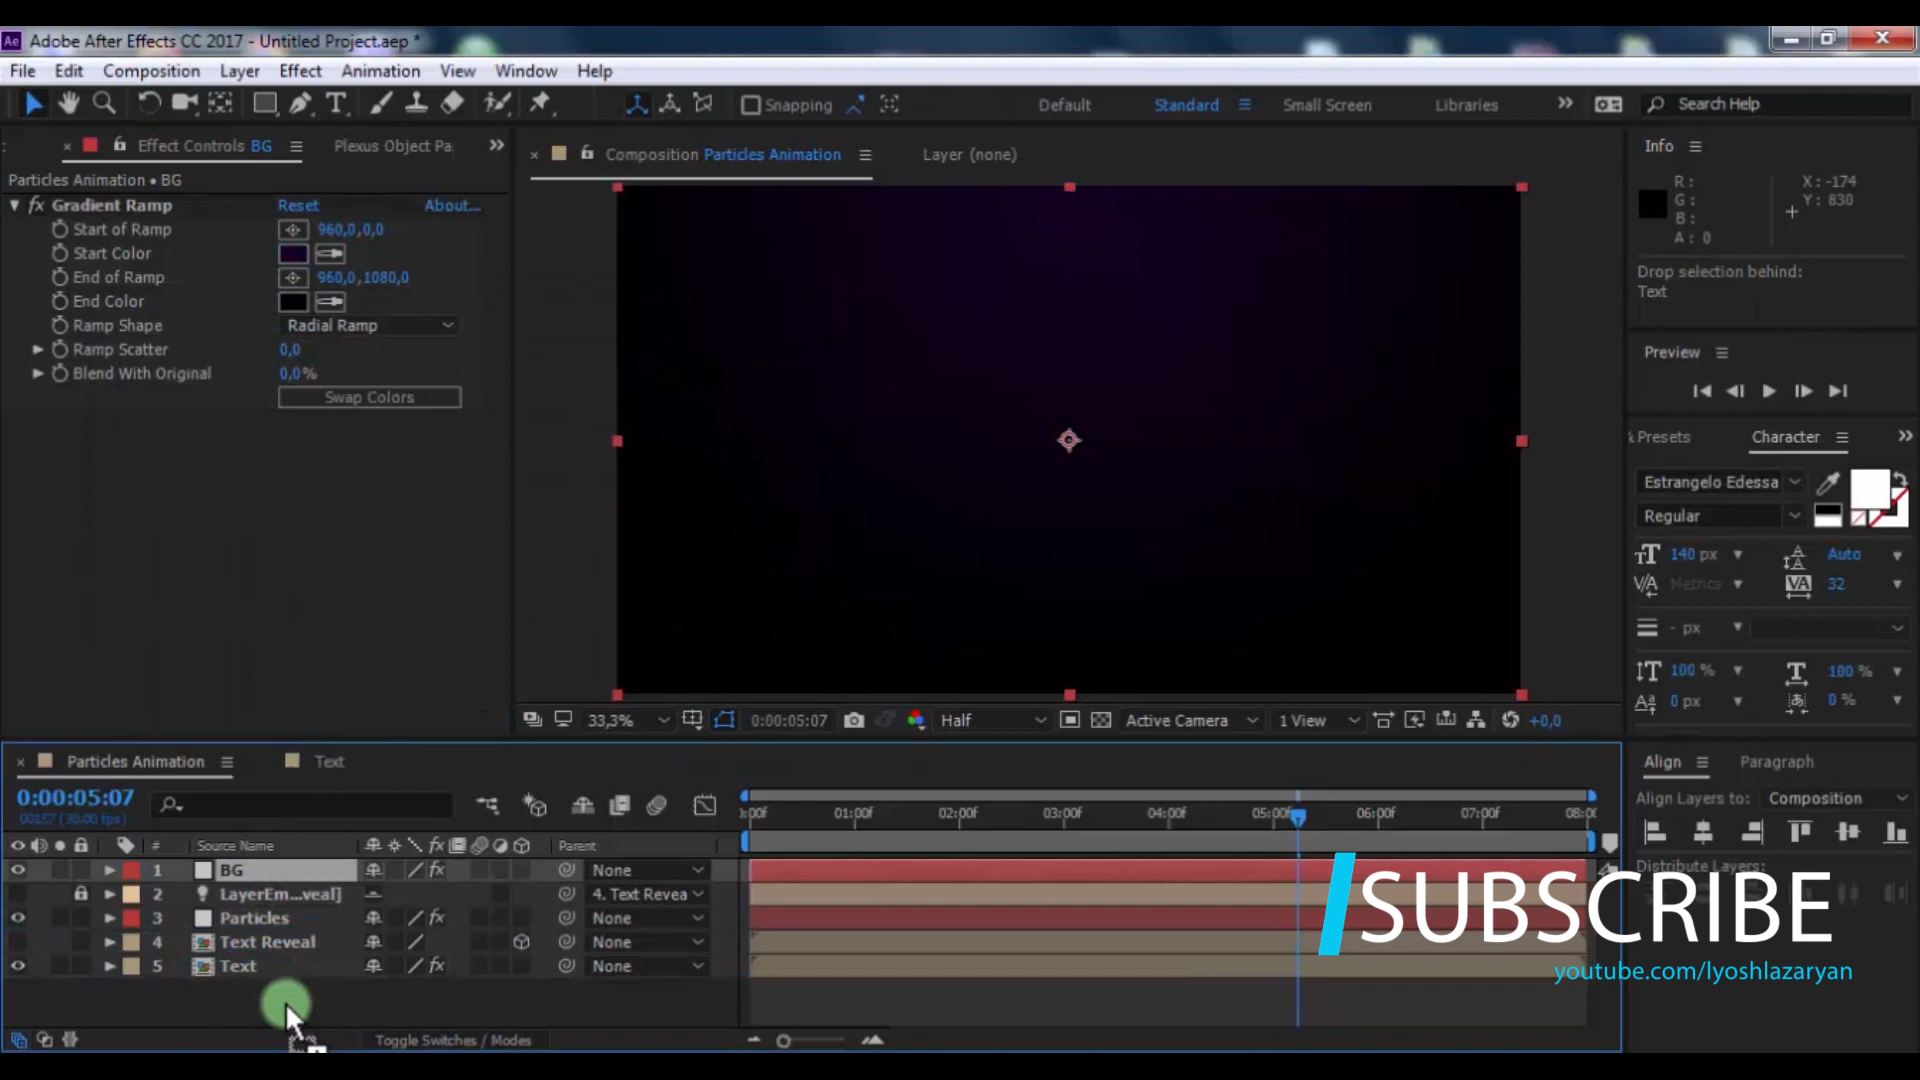 Ae Adobe After Effects CC 2017 - Untitled Project.aep *
File Edit Composition Layer Effect Animation View Window Help
Snapping Default Standard Small Screen Libraries Search Help
Effect Controls BG Plexus Object Pa
Particles Animation • BG
fx Gradient Ramp Reset About...
Start of Ramp 960,0,0,0
Start Color
End of Ramp 960,0,1080,0
End Color
Ramp Shape Radial Ramp
Ramp Scatter 0,0
Blend With Original 0,0%
Swap Colors
Composition Particles Animation Layer (none)
33,3% 0:00:05:07 Half Active Camera 1 View +0,0
Info
R: X: -174
G: Y: 830
B:
A: 0
Drop selection behind:
Text
Preview
Presets Character
Estrangelo Edessa
Regular
140 px Auto
Metrics 32
- px
100 % 100 %
0 px 0 %
Particles Animation Text
0:00:05:07
00157 (30.00 fps)
:00f 01:00f 02:00f 03:00f 04:00f 05:00f 06:00f 07:00f 08:0
# Source Name fx Parent
1 BG fx None
2 LayerEm...veal] 4. Text Revea
3 Particles fx None
4 Text Reveal None
5 Text fx None
Toggle Switches / Modes
Align Paragraph
Align Layers to: Composition
Distribute Layers:
SUBSCRIBE
youtube.com/lyoshlazaryan